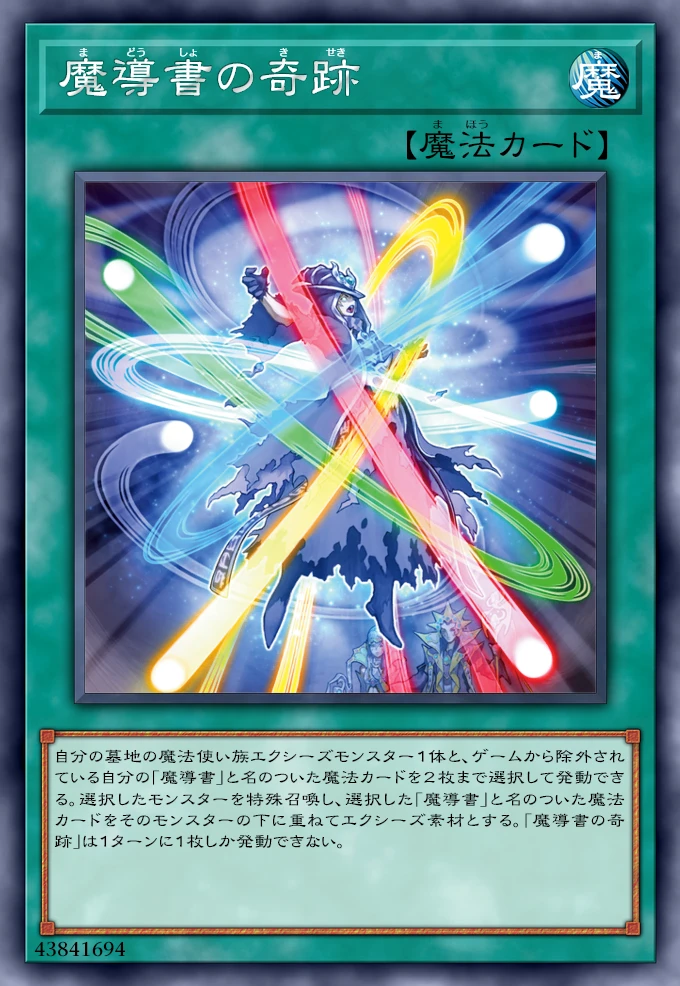 魔導書の奇跡
魔
【魔法カード】
自分の墓地の魔法使い族エクシーズモンスター１体と、ゲームから除外され
ている自分の「魔導書」と名のついた魔法カードを２枚まで選択して発動でき
る。選択したモンスターを特殊召喚し、選択した「魔導書」と名のついた魔法
カードをそのモンスターの下に重ねてエクシーズ素材とする。「魔導書の奇
跡」は１ターンに１枚しか発動できない。
43841694